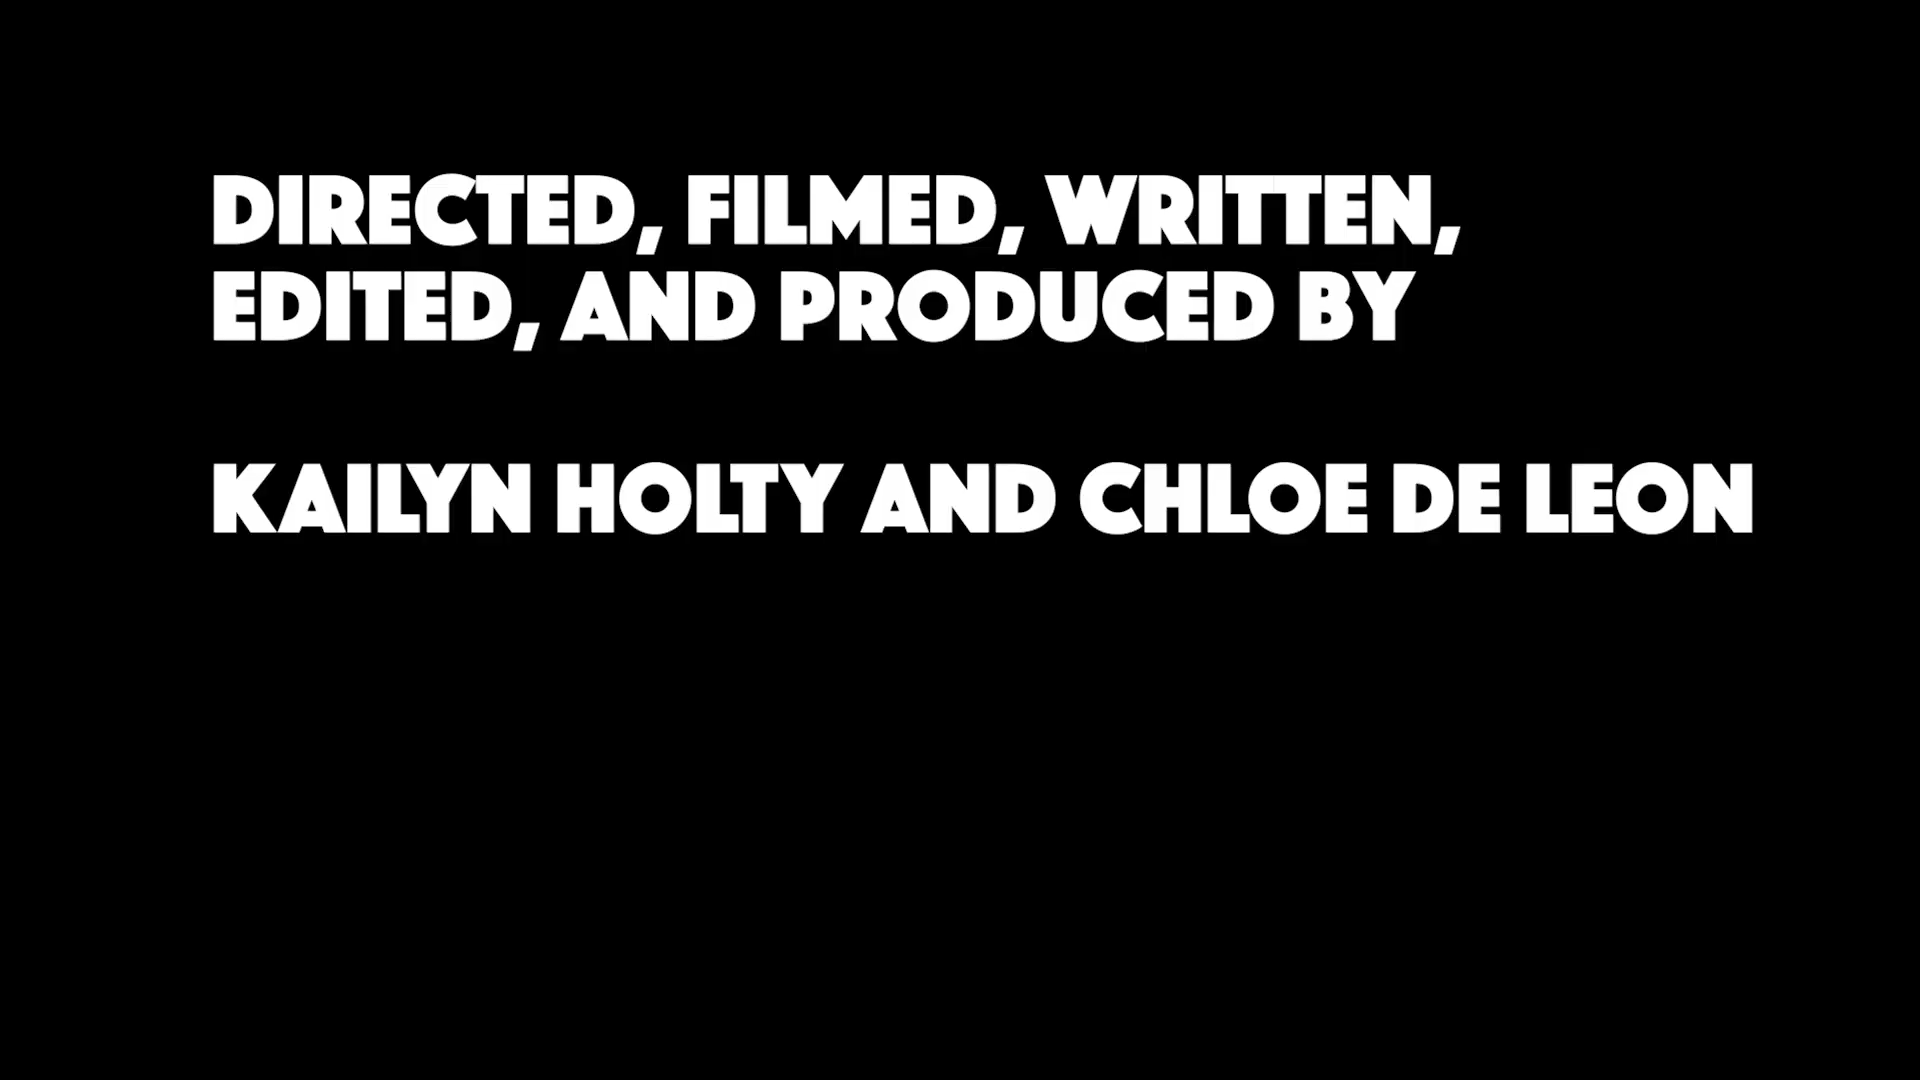 DIRECTED, FILMED, WRITTEN,
EDITED, AND PRODUCED BY
KAILYN HOLTY AND CHLOE DE LEON